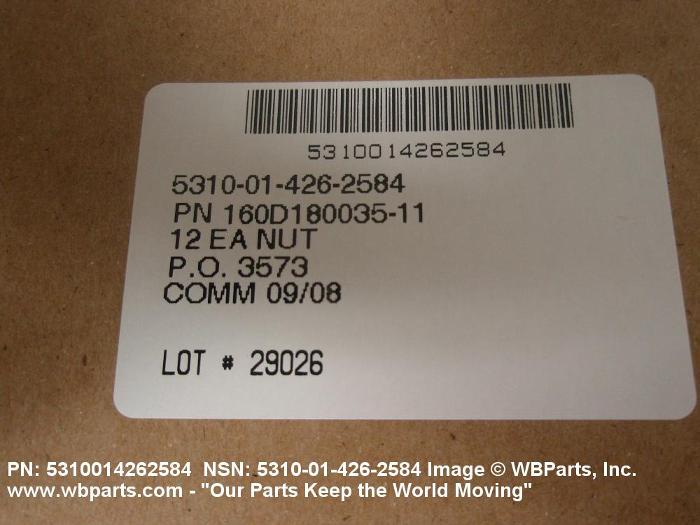 5310014262584
5310-01-426-2584
PN 160D180035-11
12 EA NUT
P.O. 3573
COMM 09/08
LOT # 29026
PN: 5310014262584 NSN: 5310-01-426-2584 Image © WBParts, Inc.
www.wbparts.com - "Our Parts Keep the World Moving"